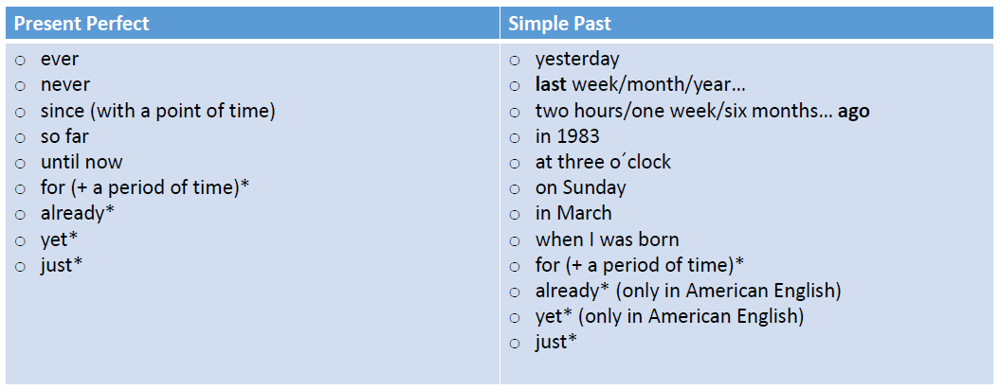 Present Perfect
○ ever
○ never
○ since (with a point of time)
○ so far
○ until now
○ for (+ a period of time)*
○ already*
○ yet*
○ just*
Simple Past
○ yesterday
○ last week/month/year…
○ two hours/one week/six months… ago
○ in 1983
○ at three o´clock
○ on Sunday
○ in March
○ when I was born
○ for (+ a period of time)*
○ already* (only in American English)
○ yet* (only in American English)
○ just*